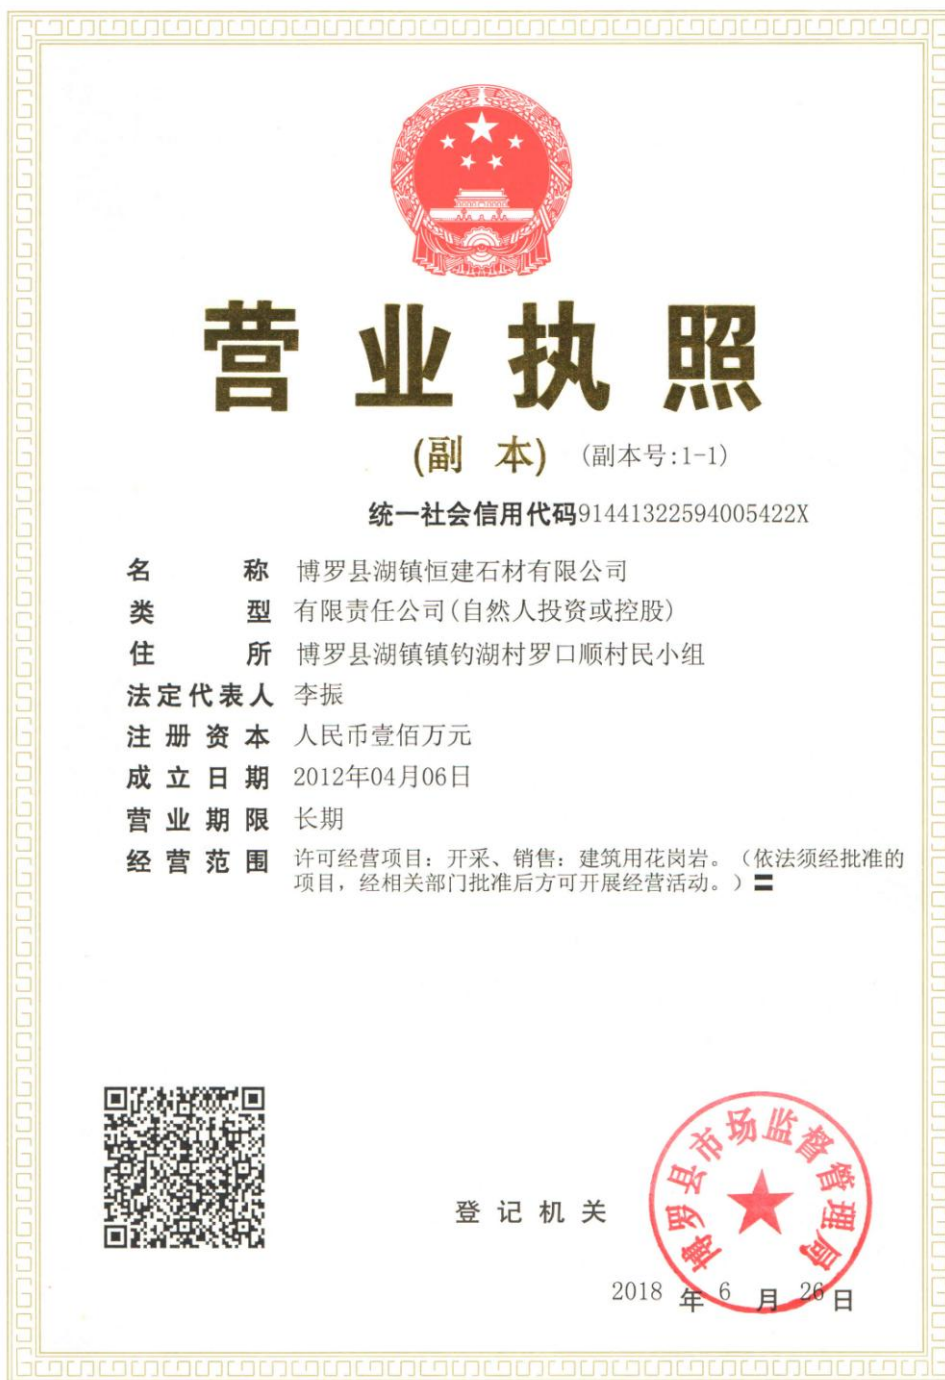 营业执照
(副 本) (副本号:1-1)
统一社会信用代码91441322594005422X
名 称 博罗县湖镇恒建石材有限公司
类 型 有限责任公司(自然人投资或控股)
住 所 博罗县湖镇镇钓湖村罗口顺村民小组
法定代表人 李振
注册资本 人民币壹佰万元
成立日期 2012年04月06日
营业期限 长期
经营范围 许可经营项目：开采、销售：建筑用花岗岩。（依法须经批准的
项目，经相关部门批准后方可开展经营活动。）〓
博罗县市场监督管理局
登记机关
2018 年 6 月 26 日